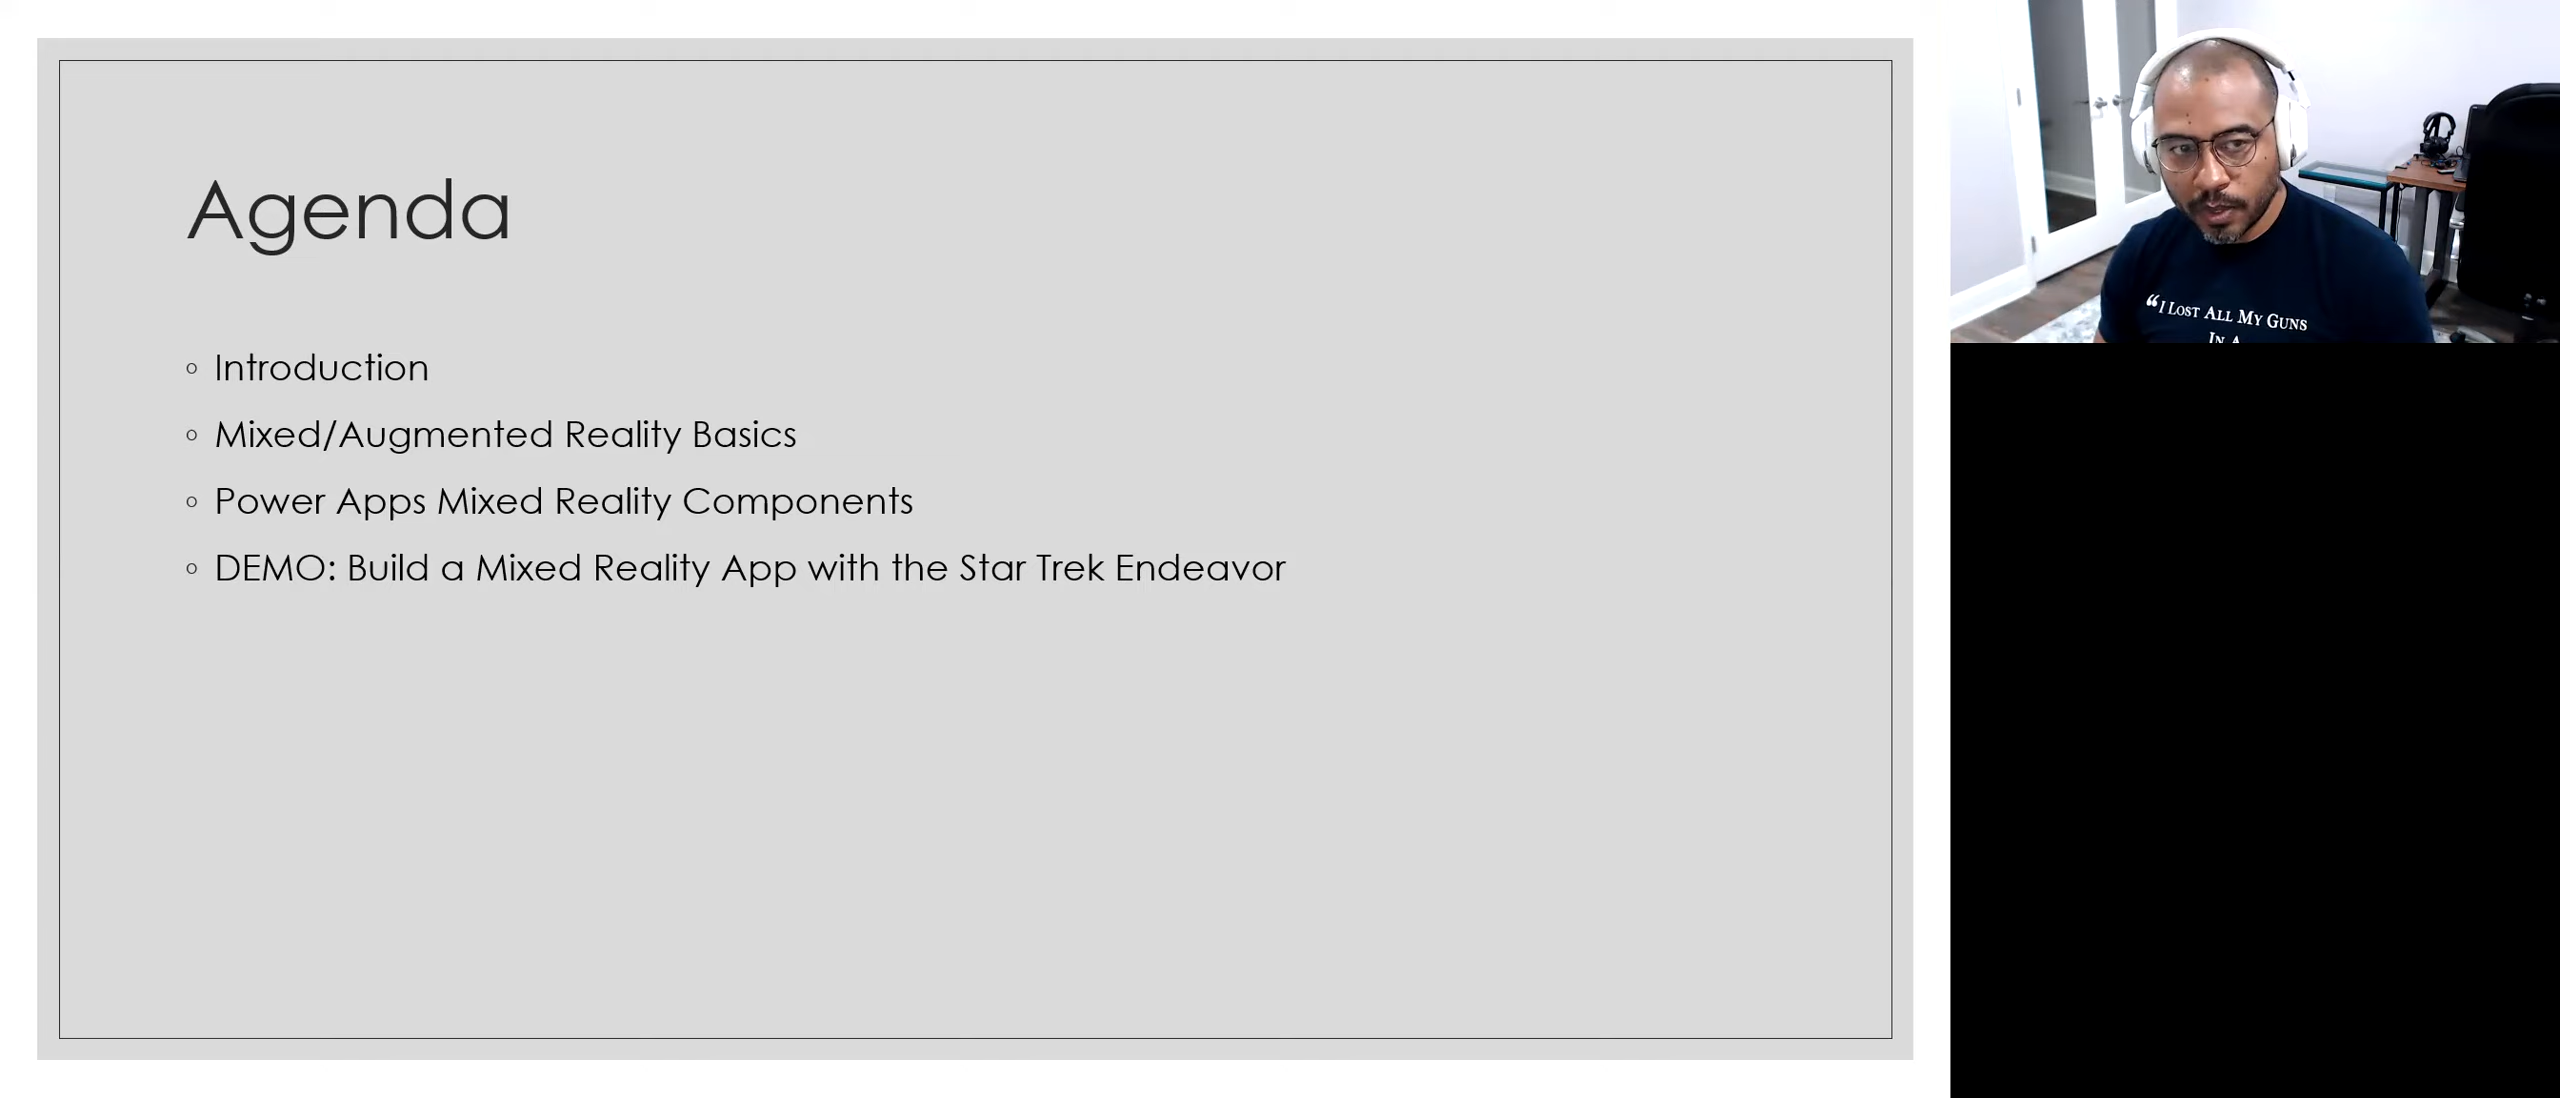 Agenda
◦ Introduction
◦ Mixed/Augmented Reality Basics
◦ Power Apps Mixed Reality Components
◦ DEMO: Build a Mixed Reality App with the Star Trek Endeavor
“I Lost All My Guns
In A